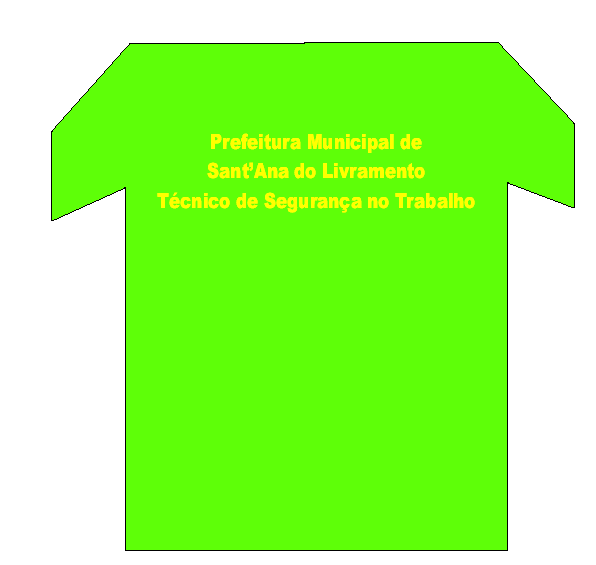 Prefeitura Municipal de
Sant'Ana do Livramento
Técnico de Segurança no Trabalho